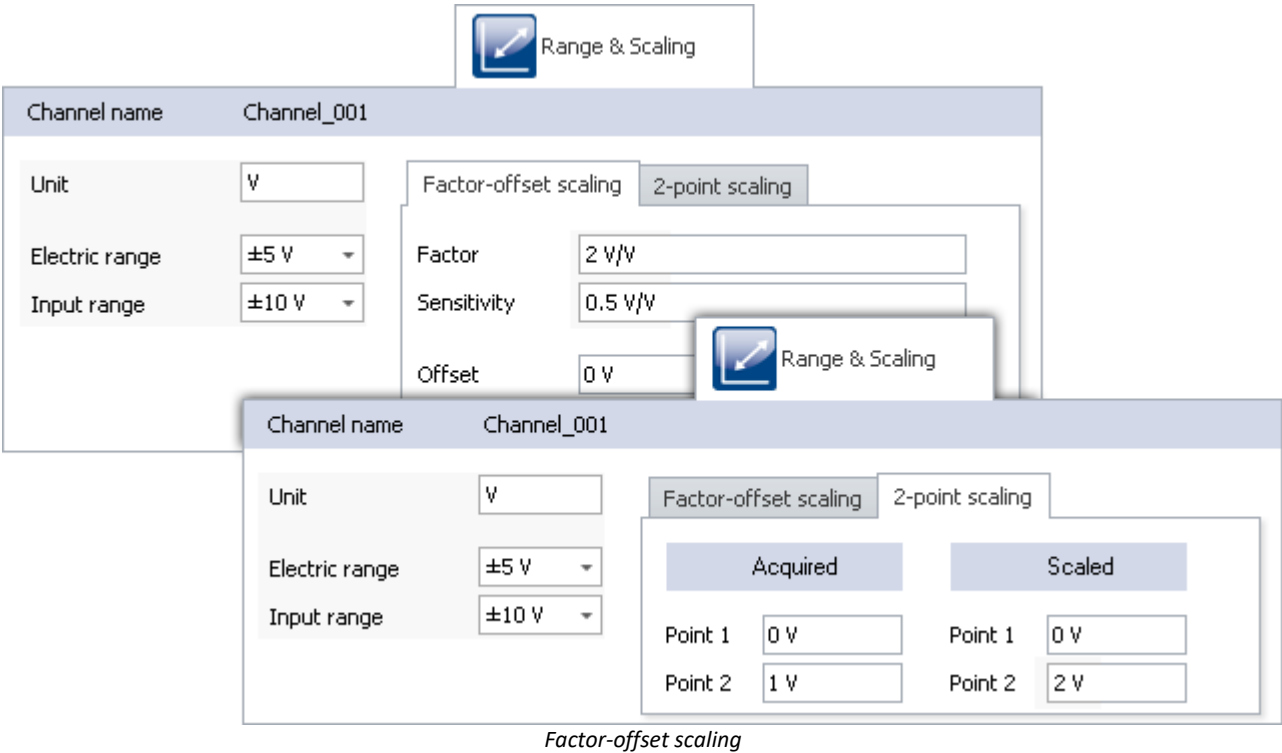 Range & Scaling
Channel name Channel_001
Unit V
Factor-offset scaling 2-point scaling
Electric range ±5 V
Factor 2 V/V
Input range ±10 V
Sensitivity 0.5 V/V
Offset 0 V
Range & Scaling
Channel name Channel_001
Unit V
Factor-offset scaling 2-point scaling
Electric range ±5 V
Acquired Scaled
Input range ±10 V
Point 1 0 V Point 1 0 V
Point 2 1 V Point 2 2 V
Factor-offset scaling